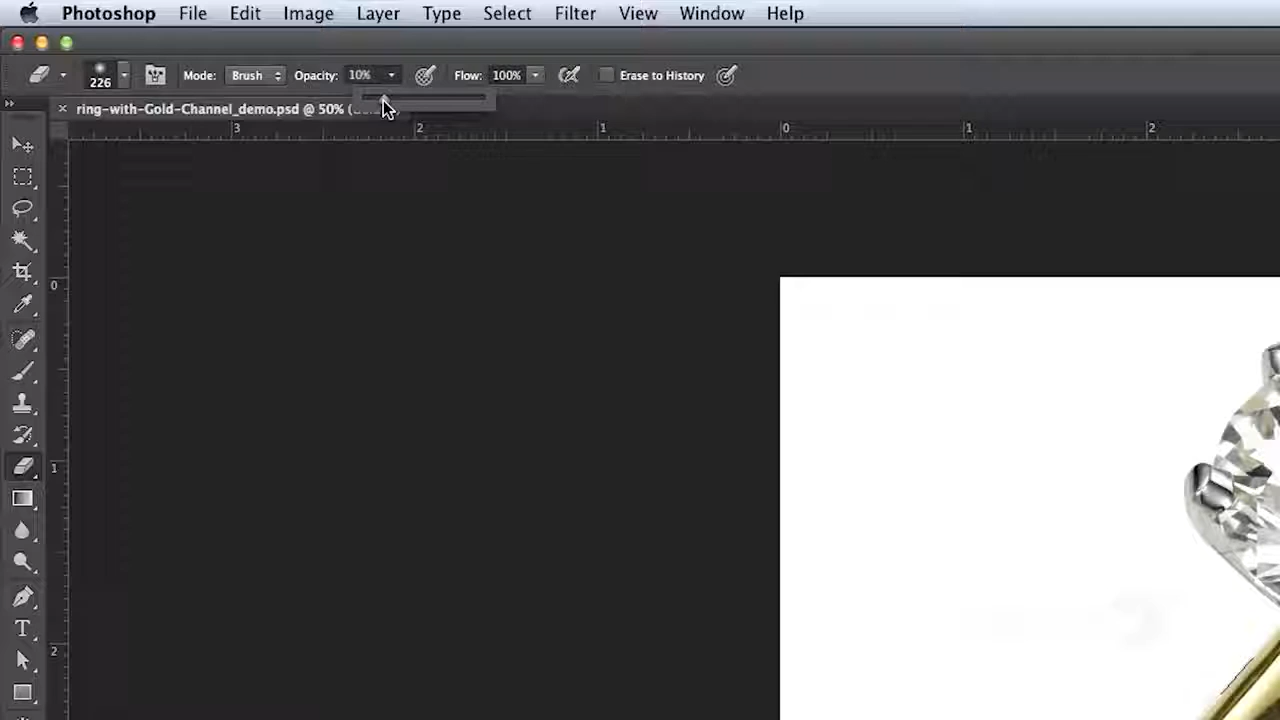 Photoshop File Edit Image Layer Type Select Filter View Window Help
226 Mode: Brush Opacity: 10% Flow: 100% Erase to History
ring-with-Gold-Channel_demo.psd @ 50%
3 2 1 0 1 2
0
1
2
T